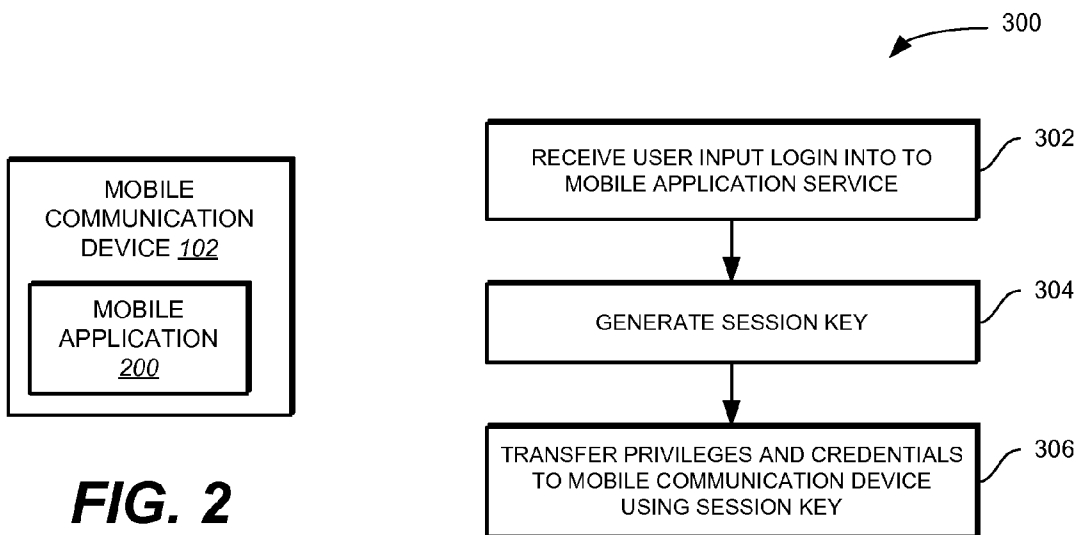 300
MOBILE
COMMUNICATION
DEVICE 102
MOBILE
APPLICATION
200
FIG. 2
RECEIVE USER INPUT LOGIN INTO TO
MOBILE APPLICATION SERVICE
302
GENERATE SESSION KEY
304
TRANSFER PRIVILEGES AND CREDENTIALS
TO MOBILE COMMUNICATION DEVICE
USING SESSION KEY
306